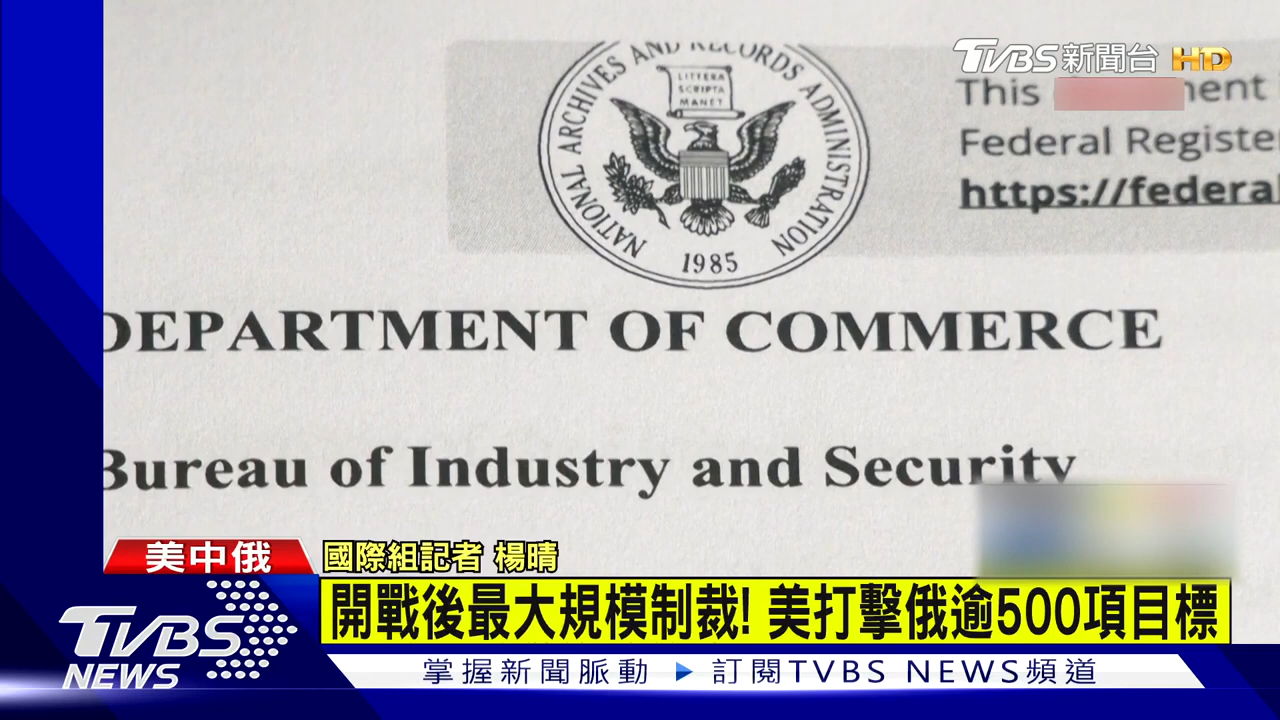 TVBS新聞台 HD
NATIONAL ARCHIVES AND RECORDS ADMINISTRATION
LITTERA
SCRIPTA
MANET
1985
This
Federal Register
https://federal
DEPARTMENT OF COMMERCE
Bureau of Industry and Security
美中俄
國際組記者 楊晴
開戰後最大規模制裁! 美打擊俄逾500項目標
TVBS
NEWS
掌握新聞脈動 ▶ 訂閱TVBS NEWS頻道